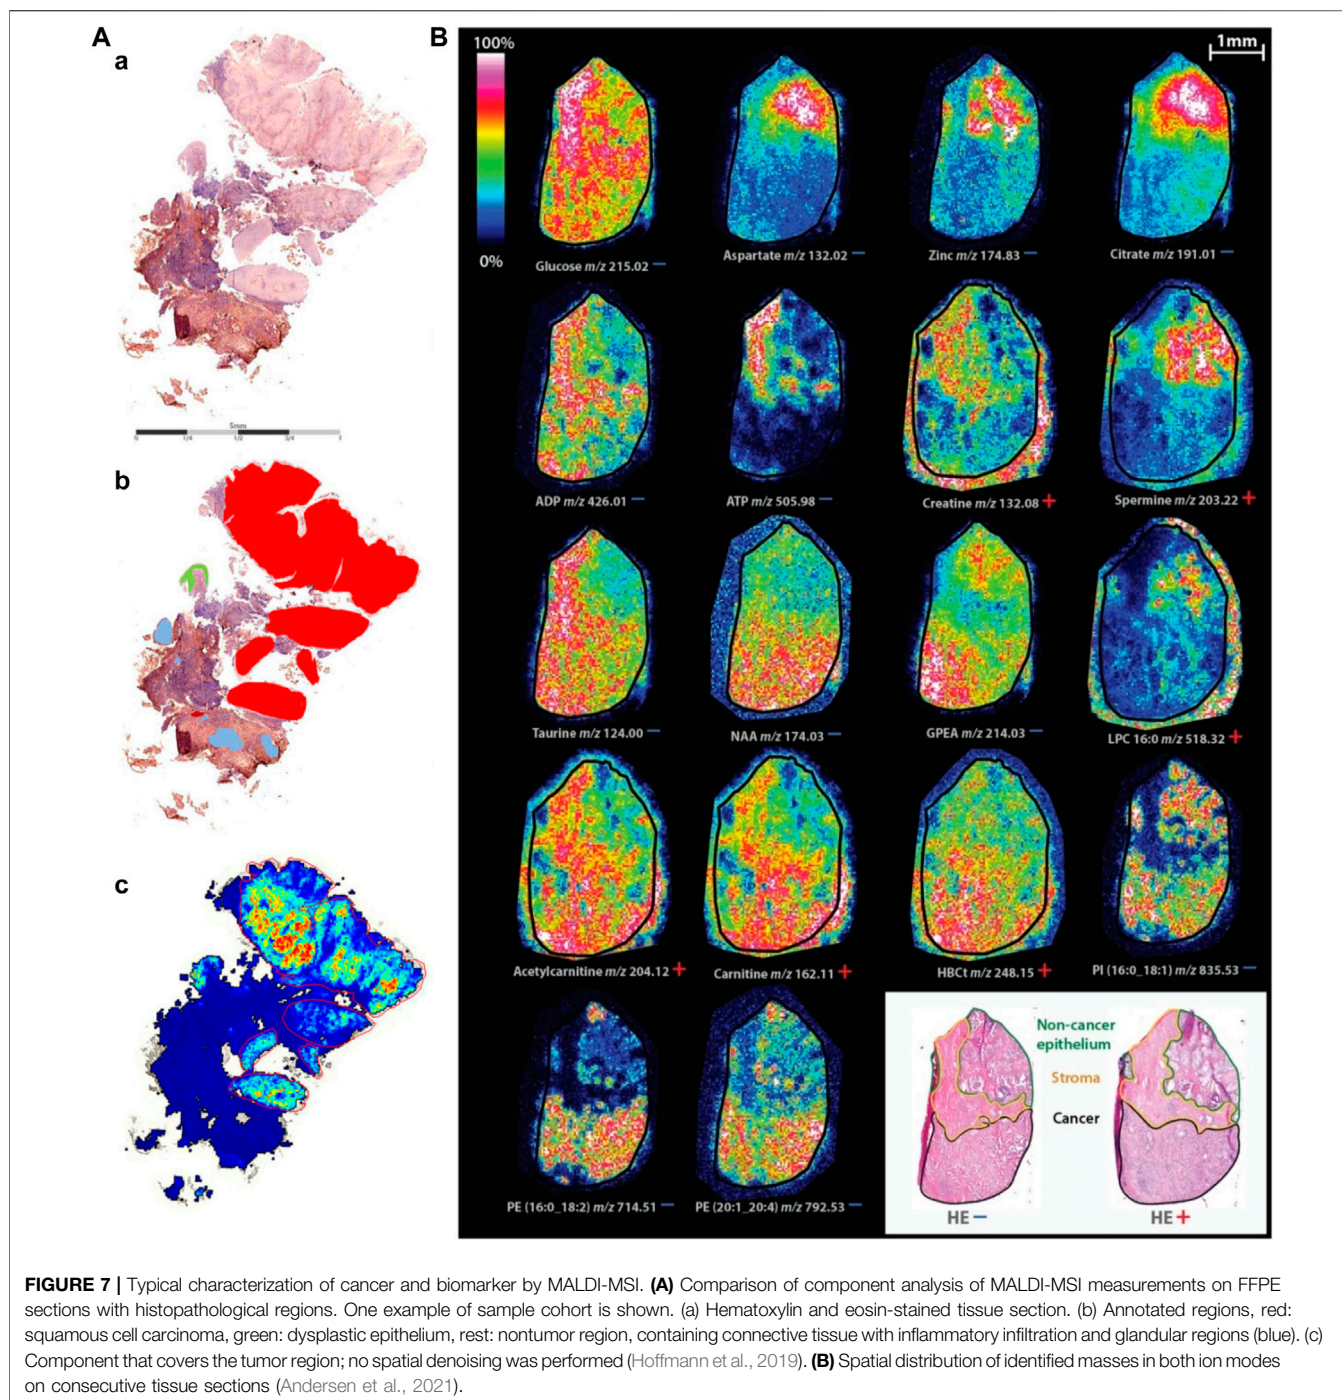 A
a
5mm
0 1/4 1/2 3/4 1
b
c
B
100%
0%
1mm
Glucose m/z 215.02 −
Aspartate m/z 132.02 −
Zinc m/z 174.83 −
Citrate m/z 191.01 −
ADP m/z 426.01 −
ATP m/z 505.98 −
Creatine m/z 132.08 +
Spermine m/z 203.22 +
Taurine m/z 124.00 −
NAA m/z 174.03 −
GPEA m/z 214.03 −
LPC 16:0 m/z 518.32 +
Acetylcarnitine m/z 204.12 +
Carnitine m/z 162.11 +
HBCt m/z 248.15 +
PI (16:0_18:1) m/z 835.53 −
PE (16:0_18:2) m/z 714.51 −
PE (20:1_20:4) m/z 792.53 −
Non-cancer
epithelium
Stroma
Cancer
HE −
HE +
FIGURE 7 | Typical characterization of cancer and biomarker by MALDI-MSI. (A) Comparison of component analysis of MALDI-MSI measurements on FFPE
sections with histopathological regions. One example of sample cohort is shown. (a) Hematoxylin and eosin-stained tissue section. (b) Annotated regions, red:
squamous cell carcinoma, green: dysplastic epithelium, rest: nontumor region, containing connective tissue with inflammatory infiltration and glandular regions (blue). (c)
Component that covers the tumor region; no spatial denoising was performed (Hoffmann et al., 2019). (B) Spatial distribution of identified masses in both ion modes
on consecutive tissue sections (Andersen et al., 2021).